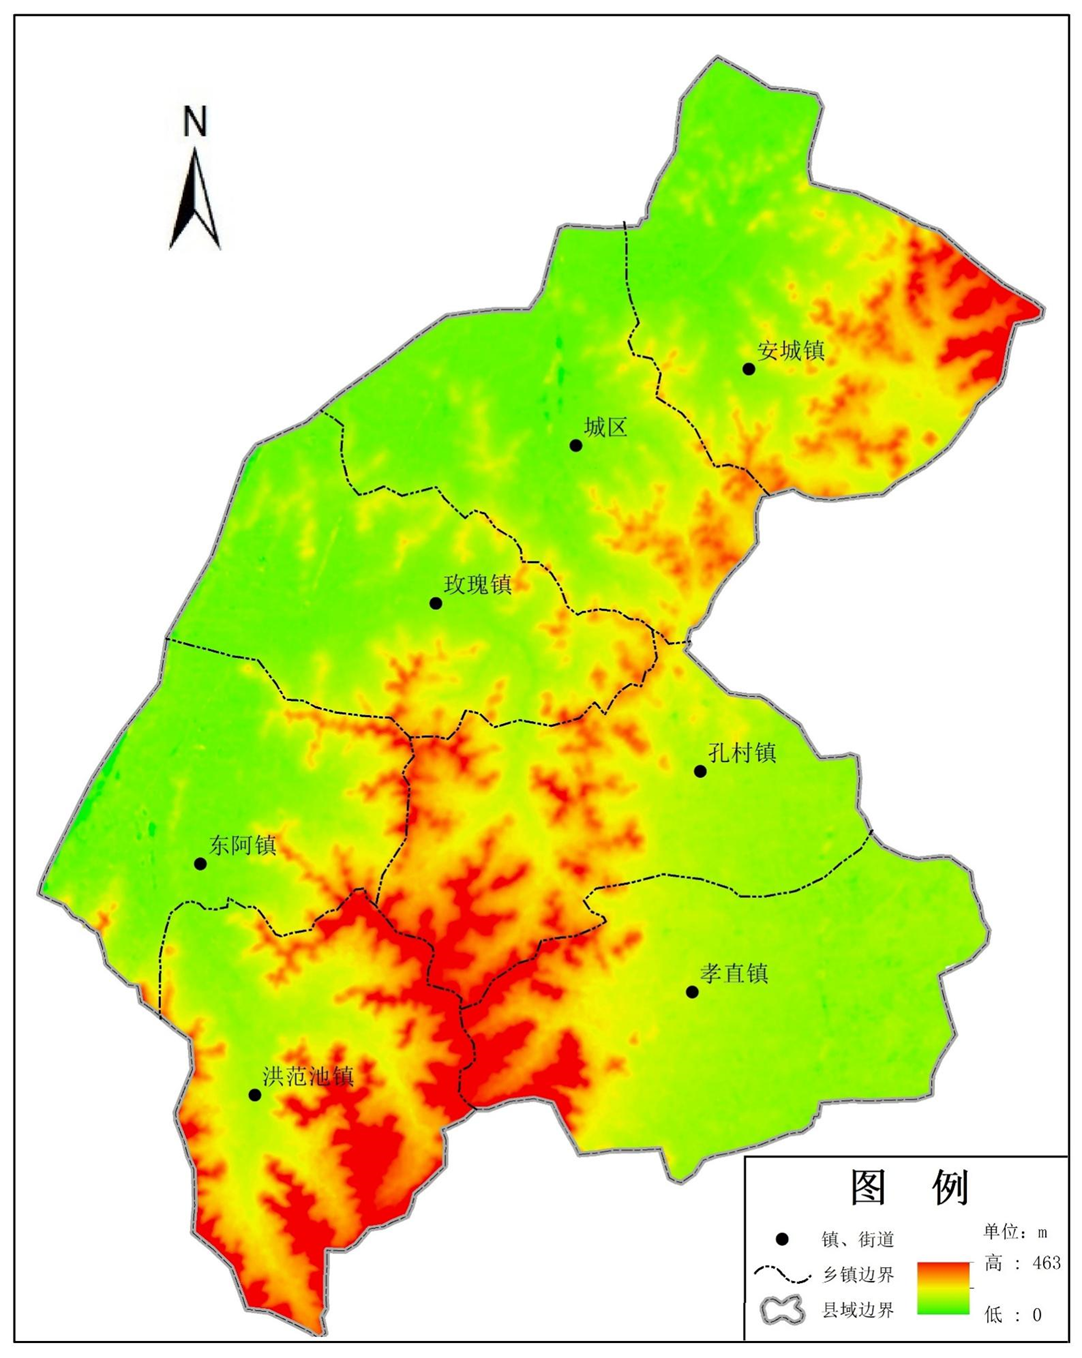 N
安城镇
城区
玫瑰镇
孔村镇
东阿镇
孝直镇
洪范池镇
图 例
单位: m
镇、街道
高 : 463
乡镇边界
县域边界
低 : 0